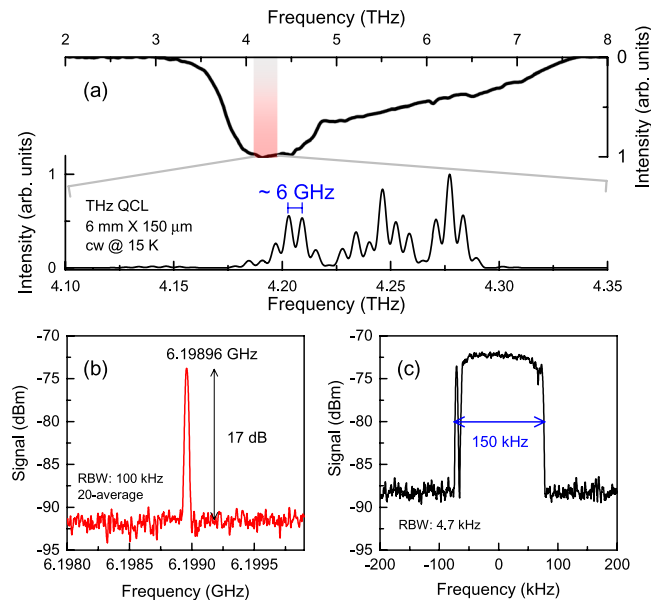 Frequency (THz)
2 3 4 5 6 7 8
(a)
0
1
Intensity (arb. units)
1
0
Intensity (arb. units)
THz QCL
6 mm X 150 μm
cw @ 15 K
~ 6 GHz
4.10 4.15 4.20 4.25 4.30 4.35
Frequency (THz)
-70
-75
-80
-85
-90
-95
Signal (dBm)
(b)
6.19896 GHz
17 dB
RBW: 100 kHz
20-average
6.1980 6.1985 6.1990 6.1995
Frequency (GHz)
-70
-75
-80
-85
-90
-95
Signal (dBm)
(c)
150 kHz
RBW: 4.7 kHz
-200 -100 0 100 200
Frequency (kHz)